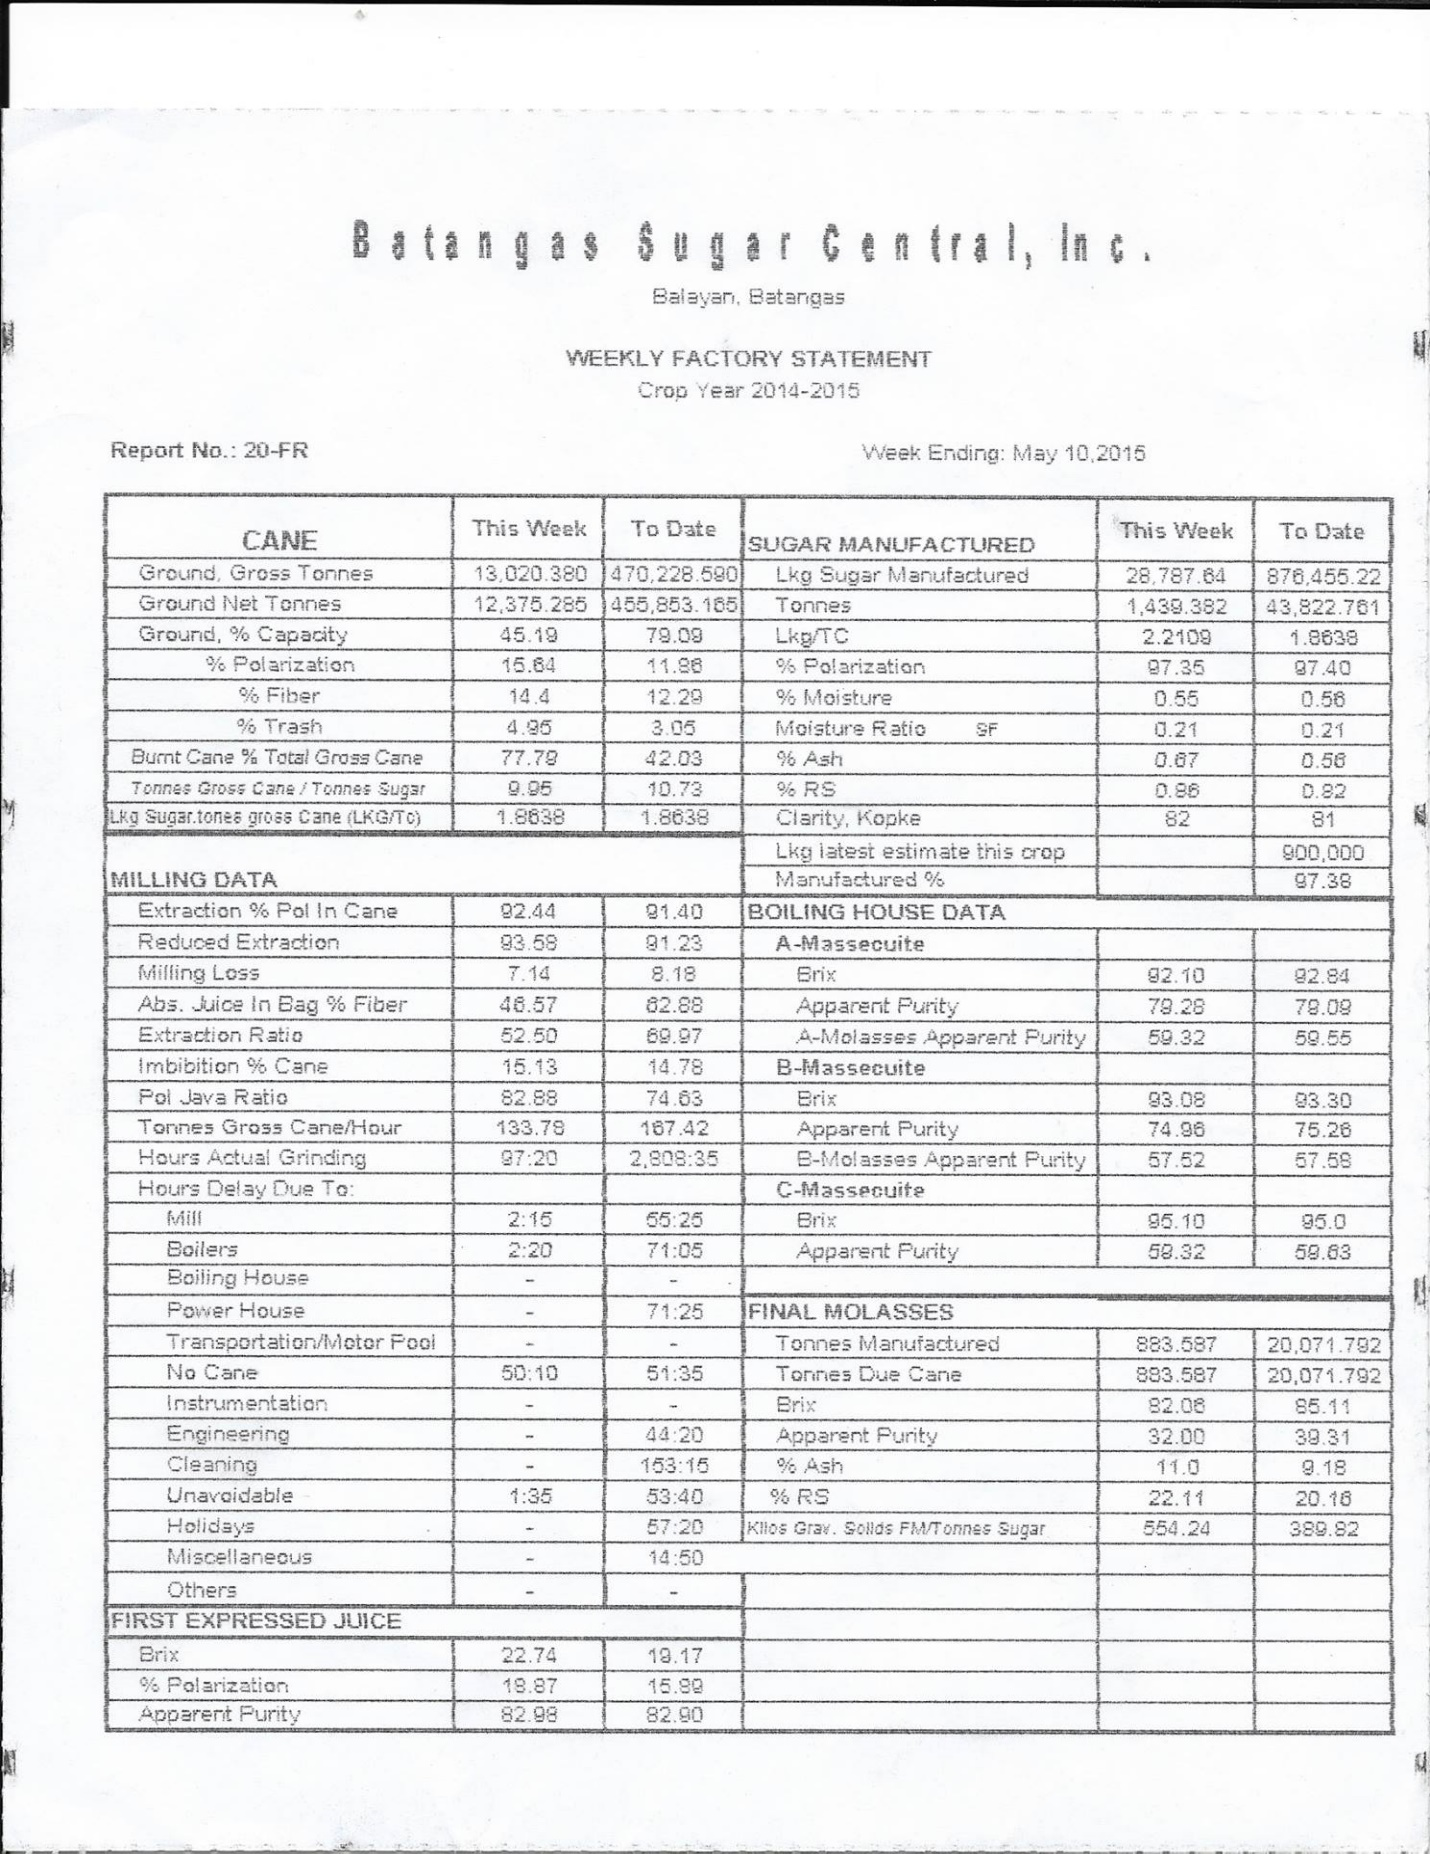 Batangas Sugar Central, Inc.
Balayan, Batangas
WEEKLY FACTORY STATEMENT
Crop Year 2014-2015
Report No.: 20-FR Week Ending: May 10,2015
CANE This Week To Date
Ground, Gross Tonnes 13,020.380 470,228.590
Ground Net Tonnes 12,375.285 455,853.165
Ground, % Capacity 45.19 79.09
% Polarization 15.64 11.86
% Fiber 14.4 12.29
% Trash 4.95 3.05
Burnt Cane % Total Gross Cane 77.79 42.03
Tonnes Gross Cane / Tonnes Sugar 9.95 10.73
Lkg Sugar.tones gross Cane (LKG/Tc) 1.8638 1.8638
MILLING DATA
Extraction % Pol In Cane 92.44 91.40
Reduced Extraction 93.58 91.23
Milling Loss 7.14 8.18
Abs. Juice In Bag % Fiber 46.57 62.88
Extraction Ratio 52.50 69.97
Imbibition % Cane 15.13 14.78
Pol Java Ratio 82.88 74.63
Tonnes Gross Cane/Hour 133.78 167.42
Hours Actual Grinding 97:20 2,808:35
Hours Delay Due To:
Mill 2:15 55:25
Boilers 2:20 71:05
Boiling House - -
Power House - 71:25
Transportation/Motor Pool - -
No Cane 50:10 51:35
Instrumentation - -
Engineering - 44:20
Cleaning - 153:15
Unavoidable 1:35 53:40
Holidays - 57:20
Miscellaneous - 14:50
Others - -
FIRST EXPRESSED JUICE
Brix 22.74 19.17
% Polarization 18.87 15.89
Apparent Purity 82.98 82.90
SUGAR MANUFACTURED This Week To Date
Lkg Sugar Manufactured 28,787.64 876,455.22
Tonnes 1,439.382 43,822.761
Lkg/TC 2.2109 1.8638
% Polarization 97.35 97.40
% Moisture 0.55 0.56
Moisture Ratio SF 0.21 0.21
% Ash 0.67 0.56
% RS 0.86 0.82
Clarity, Kopke 82 81
Lkg latest estimate this crop 900,000
Manufactured % 97.38
BOILING HOUSE DATA
A-Massecuite
Brix 92.10 92.84
Apparent Purity 79.28 79.09
A-Molasses Apparent Purity 59.32 59.55
B-Massecuite
Brix 93.08 93.30
Apparent Purity 74.96 75.26
B-Molasses Apparent Purity 57.52 57.58
C-Massecuite
Brix 95.10 95.0
Apparent Purity 59.32 59.63
FINAL MOLASSES
Tonnes Manufactured 883.587 20,071.792
Tonnes Due Cane 883.587 20,071.792
Brix 82.06 85.11
Apparent Purity 32.00 39.31
% Ash 11.0 9.18
% RS 22.11 20.16
Kilos Grav. Solids FM/Tonnes Sugar 554.24 389.82